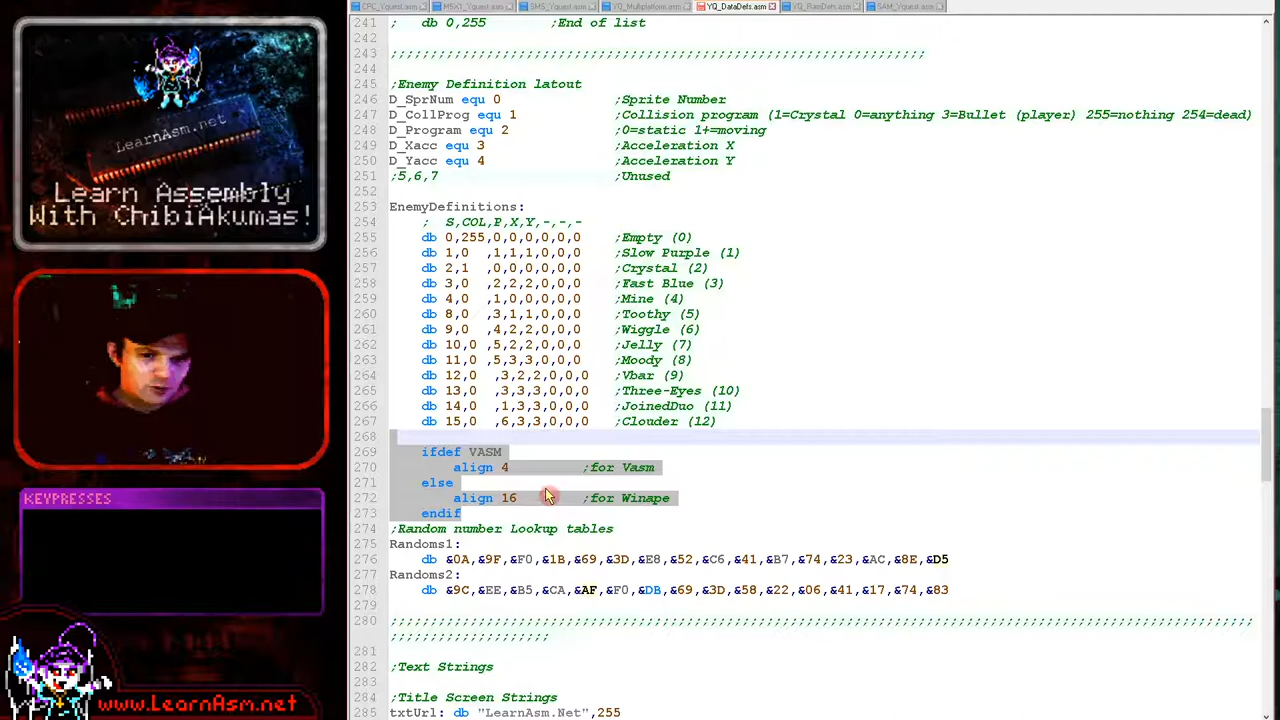 CPC_Yquest.asm MSX1_Yquest.asm SMS_Yquest.asm YQ_Multiplatform.asm YQ_DataDefs.asm YQ_RamDefs.asm SAM_Yquest.asm
LearnAsm.net
Learn Assembly
With ChibiAkumas!
KEYPRESSES
www.LearnAsm.net
241 ; db 0,255 ;End of list
242
243 ;;;;;;;;;;;;;;;;;;;;;;;;;;;;;;;;;;;;;;;;;;;;;;;;;;;;;;;;;;;;;;;;;
244
245 ;Enemy Definition latout
246 D_SprNum equ 0 ;Sprite Number
247 D_CollProg equ 1 ;Collision program (1=Crystal 0=anything 3=Bullet (player) 255=nothing 254=dead)
248 D_Program equ 2 ;0=static 1+=moving
249 D_Xacc equ 3 ;Acceleration X
250 D_Yacc equ 4 ;Acceleration Y
251 ;5,6,7 ;Unused
252
253 EnemyDefinitions:
254 ; S,COL,P,X,Y,-,-,-
255 db 0,255,0,0,0,0,0,0 ;Empty (0)
256 db 1,0 ,1,1,1,0,0,0 ;Slow Purple (1)
257 db 2,1 ,0,0,0,0,0,0 ;Crystal (2)
258 db 3,0 ,2,2,2,0,0,0 ;Fast Blue (3)
259 db 4,0 ,1,0,0,0,0,0 ;Mine (4)
260 db 8,0 ,3,1,1,0,0,0 ;Toothy (5)
261 db 9,0 ,4,2,2,0,0,0 ;Wiggle (6)
262 db 10,0 ,5,2,2,0,0,0 ;Jelly (7)
263 db 11,0 ,5,3,3,0,0,0 ;Moody (8)
264 db 12,0 ,3,2,2,0,0,0 ;Vbar (9)
265 db 13,0 ,3,3,3,0,0,0 ;Three-Eyes (10)
266 db 14,0 ,1,3,3,0,0,0 ;JoinedDuo (11)
267 db 15,0 ,6,3,3,0,0,0 ;Clouder (12)
268
269 ifdef VASM
270 align 4 ;for Vasm
271 else
272 align 16 ;for Winape
273 endif
274 ;Random number Lookup tables
275 Randoms1:
276 db &0A,&9F,&F0,&1B,&69,&3D,&E8,&52,&C6,&41,&B7,&74,&23,&AC,&8E,&D5
277 Randoms2:
278 db &9C,&EE,&B5,&CA,&AF,&F0,&DB,&69,&3D,&58,&22,&06,&41,&17,&74,&83
279
280 ;;;;;;;;;;;;;;;;;;;;;;;;;;;;;;;;;;;;;;;;;;;;;;;;;;;;;;;;;;;;;;;;;;;;;;;;;;;;;;;;;;;;;;;;;;;;;;;;;;;;;;;;;
;;;;;;;;;;;;;;;;;;;
281
282 ;Text Strings
283
284 ;Title Screen Strings
285 txtUrl: db "LearnAsm.Net",255